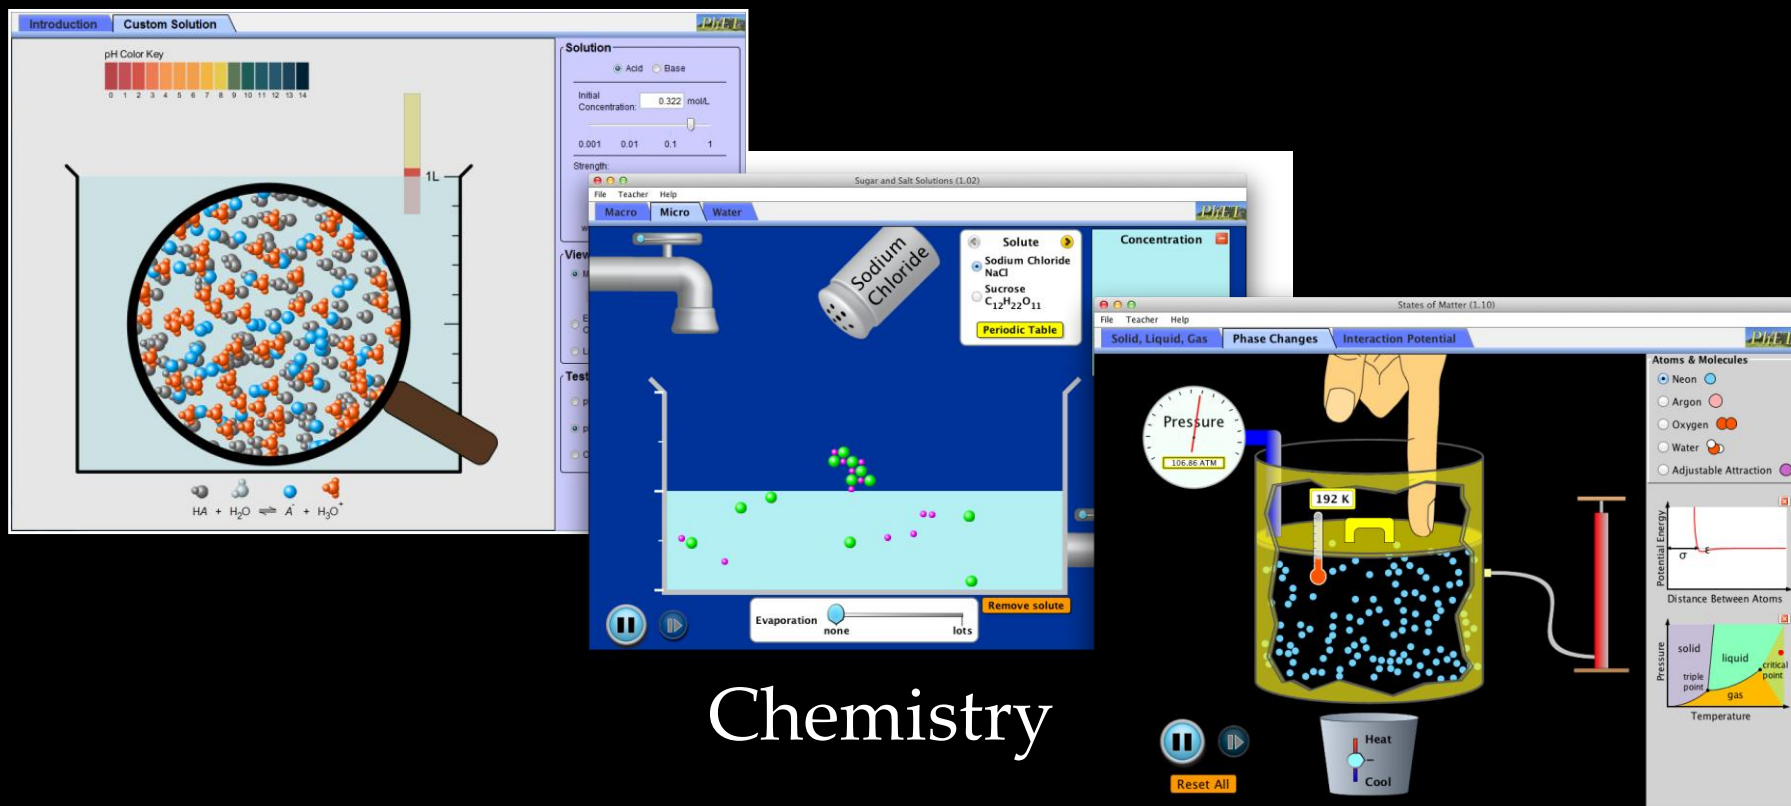 Introduction
Custom Solution
PhET
pH Color Key
0 1 2 3 4 5 6 7 8 9 10 11 12 13 14
1L
HA + H2O ⇌ A- + H3O+
Solution
Acid Base
Initial
Concentration: 0.322 mol/L
0.001 0.01 0.1 1
Strength:
View
Test
Sugar and Salt Solutions (1.02)
File Teacher Help
Macro Micro Water
PhET
Sodium
Chloride
Solute
Sodium Chloride
NaCl
Sucrose
C12H22O11
Periodic Table
Concentration
Remove solute
Evaporation
none lots
States of Matter (1.10)
File Teacher Help
Solid, Liquid, Gas Phase Changes Interaction Potential
PhET
Pressure
106.86 ATM
192 K
Atoms & Molecules
Neon
Argon
Oxygen
Water
Adjustable Attraction
Potential Energy
σ ε
Distance Between Atoms
Pressure
solid
liquid
triple
point
critical
point
gas
Temperature
Heat
Cool
Reset All
Chemistry